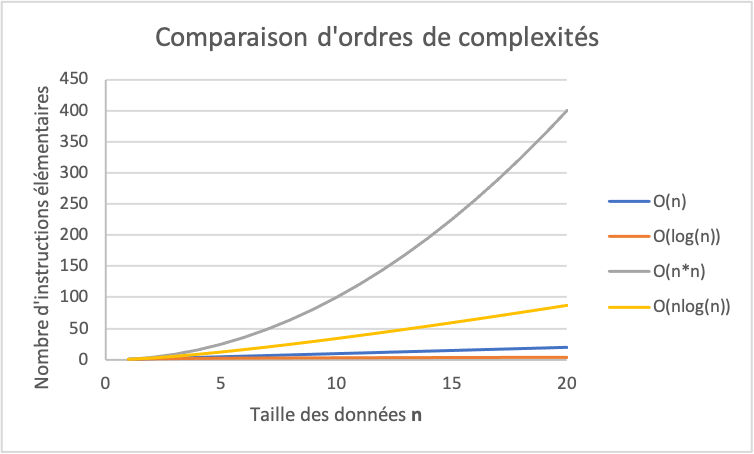 Comparaison d'ordres de complexités
Nombre d'instructions élémentaires
450
400
350
300
250
200
150
100
50
0
0 5 10 15 20
Taille des données n
O(n)
O(log(n))
O(n*n)
O(nlog(n))